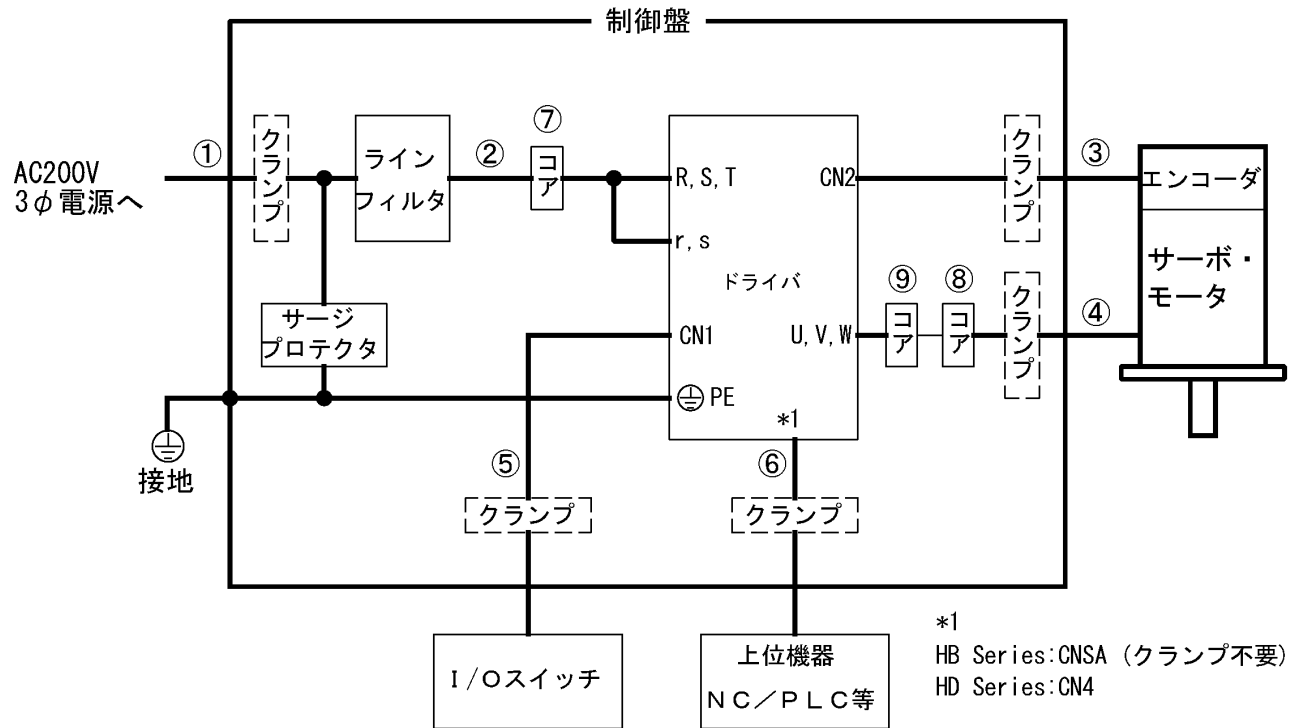 制御盤
①
クランプ
ライン
フィルタ
②
⑦
コア
AC200V
3φ電源へ
R,S,T
CN2
クランプ
③
エンコーダ
r,s
ドライバ
サーボ・
モータ
サージ
プロテクタ
CN1
U,V,W
⑨
コア
⑧
コア
クランプ
④
PE
*1
接地
⑤
クランプ
⑥
クランプ
I/Oスイッチ
上位機器
NC/PLC等
*1
HB Series:CNSA (クランプ不要)
HD Series:CN4